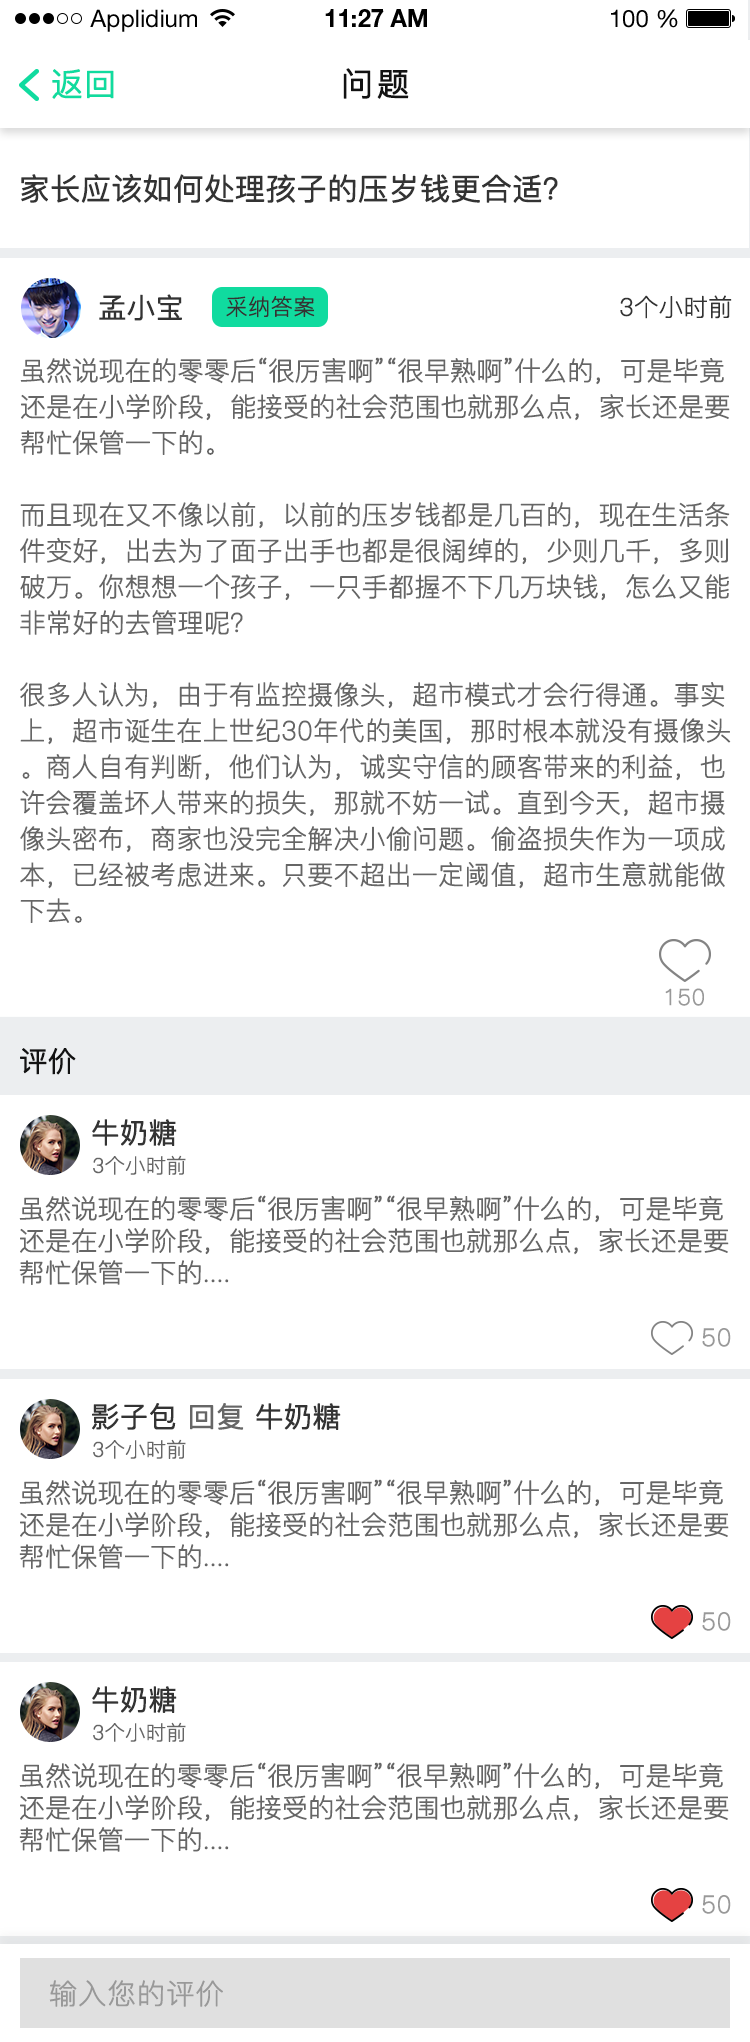 Applidium 11:27 AM 100 %
返回 问题
家长应该如何处理孩子的压岁钱更合适?
孟小宝 采纳答案 3个小时前
虽然说现在的零零后“很厉害啊”“很早熟啊”什么的，可是毕竟
还是在小学阶段，能接受的社会范围也就那么点，家长还是要
帮忙保管一下的。
而且现在又不像以前，以前的压岁钱都是几百的，现在生活条
件变好，出去为了面子出手也都是很阔绰的，少则几千，多则
破万。你想想一个孩子，一只手都握不下几万块钱，怎么又能
非常好的去管理呢?
很多人认为，由于有监控摄像头，超市模式才会行得通。事实
上，超市诞生在上世纪30年代的美国，那时根本就没有摄像头
。商人自有判断，他们认为，诚实守信的顾客带来的利益，也
许会覆盖坏人带来的损失，那就不妨一试。直到今天，超市摄
像头密布，商家也没完全解决小偷问题。偷盗损失作为一项成
本，已经被考虑进来。只要不超出一定阈值，超市生意就能做
下去。
150
评价
牛奶糖
3个小时前
虽然说现在的零零后“很厉害啊”“很早熟啊”什么的，可是毕竟
还是在小学阶段，能接受的社会范围也就那么点，家长还是要
帮忙保管一下的....
50
影子包 回复 牛奶糖
3个小时前
虽然说现在的零零后“很厉害啊”“很早熟啊”什么的，可是毕竟
还是在小学阶段，能接受的社会范围也就那么点，家长还是要
帮忙保管一下的....
50
牛奶糖
3个小时前
虽然说现在的零零后“很厉害啊”“很早熟啊”什么的，可是毕竟
还是在小学阶段，能接受的社会范围也就那么点，家长还是要
帮忙保管一下的....
50
输入您的评价